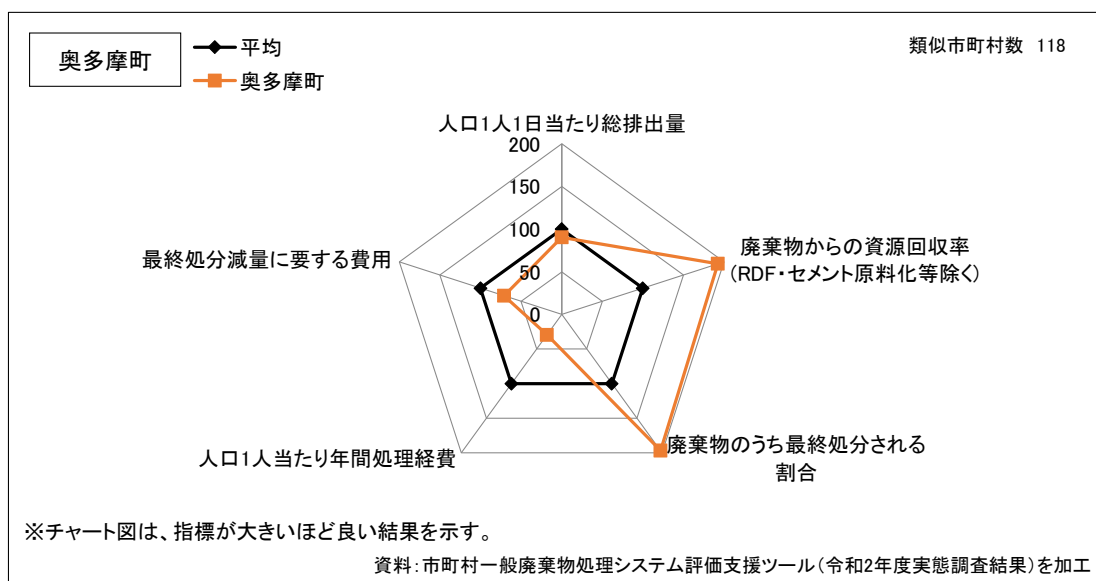 奥多摩町
平均
奥多摩町
類似市町村数 118
人口1人1日当たり総排出量
200
150
100
50
0
廃棄物からの資源回収率
(RDF・セメント原料化等除く)
最終処分減量に要する費用
廃棄物のうち最終処分される
割合
人口1人当たり年間処理経費
※チャート図は、指標が大きいほど良い結果を示す。
資料:市町村一般廃棄物処理システム評価支援ツール(令和2年度実態調査結果)を加工